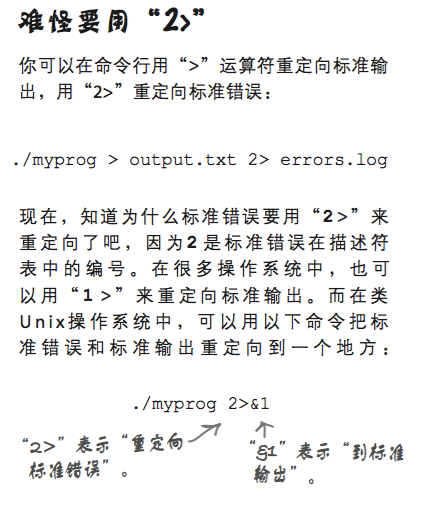 难怪要用“2>”
你可以在命令行用“>”运算符重定向标准输
出，用“2>”重定向标准错误：
./myprog > output.txt 2> errors.log
现在，知道为什么标准错误要用“2>”来
重定向了吧，因为2是标准错误在描述符
表中的编号。在很多操作系统中，也可
以用“1>”来重定向标准输出。而在类
Unix操作系统中，可以用以下命令把标
准错误和标准输出重定向到一个地方：
./myprog 2>&1
“2>”表示“重定向
标准错误”。
“&1”表示“到标准
输出”。